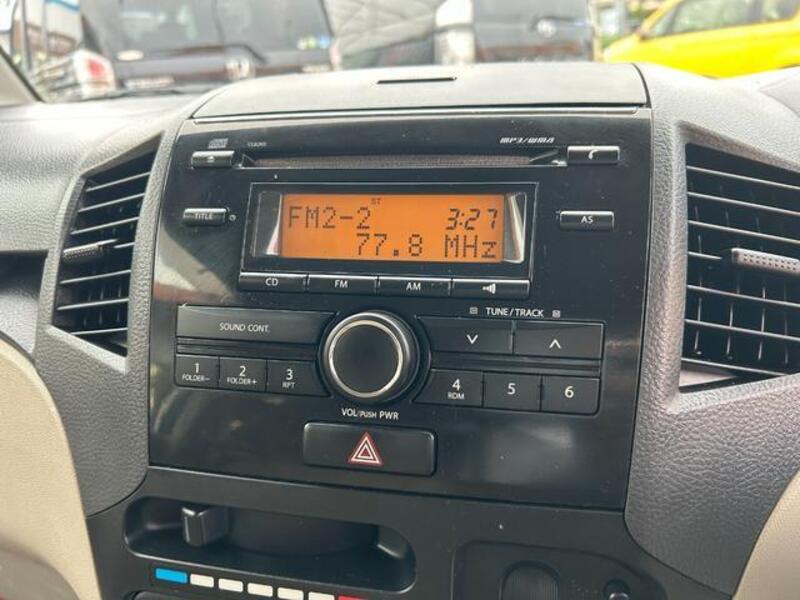 MP3/WMA
TITLE
AS
ST
FM2-2 3:27
77.8 MHz
CD FM AM
TUNE/TRACK
SOUND CONT.
1 2 3
FOLDER- FOLDER+ RPT
4 5 6
RDM
VOL/PUSH PWR